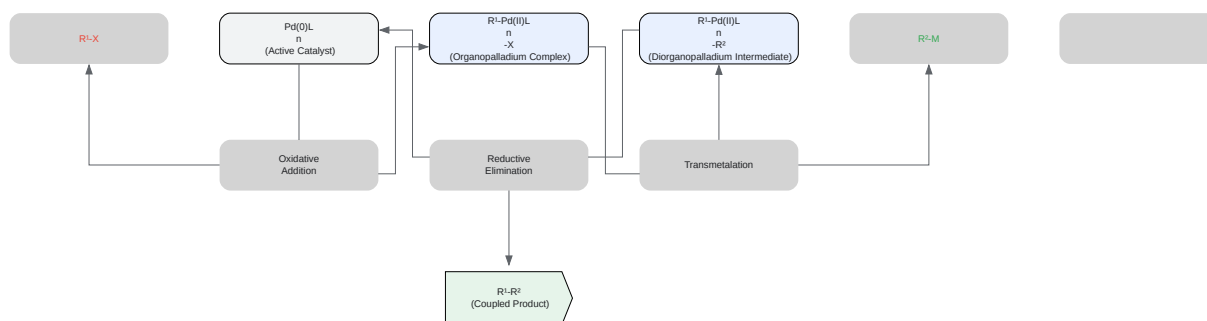 R¹-X
Pd(0)L
n
(Active Catalyst)
R¹-Pd(II)L
n
-X
(Organopalladium Complex)
R¹-Pd(II)L
n
-R²
(Diorganopalladium Intermediate)
R²-M
Oxidative
Addition
Reductive
Elimination
Transmetalation
R¹-R²
(Coupled Product)